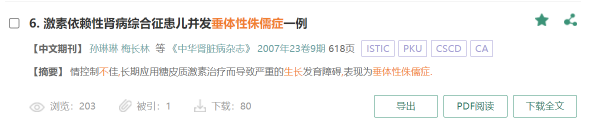 6. 激素依赖性肾病综合征患儿并发垂体性侏儒症一例
【中文期刊】 孙琳琳 梅长林 等 《中华肾脏病杂志》 2007年23卷9期 618页 ISTIC PKU CSCD CA
【摘要】 情控制不佳,长期应用糖皮质激素治疗而导致严重的生长发育障碍,表现为垂体性侏儒症.
浏览：203 被引：1 下载：80 导出 PDF阅读 下载全文